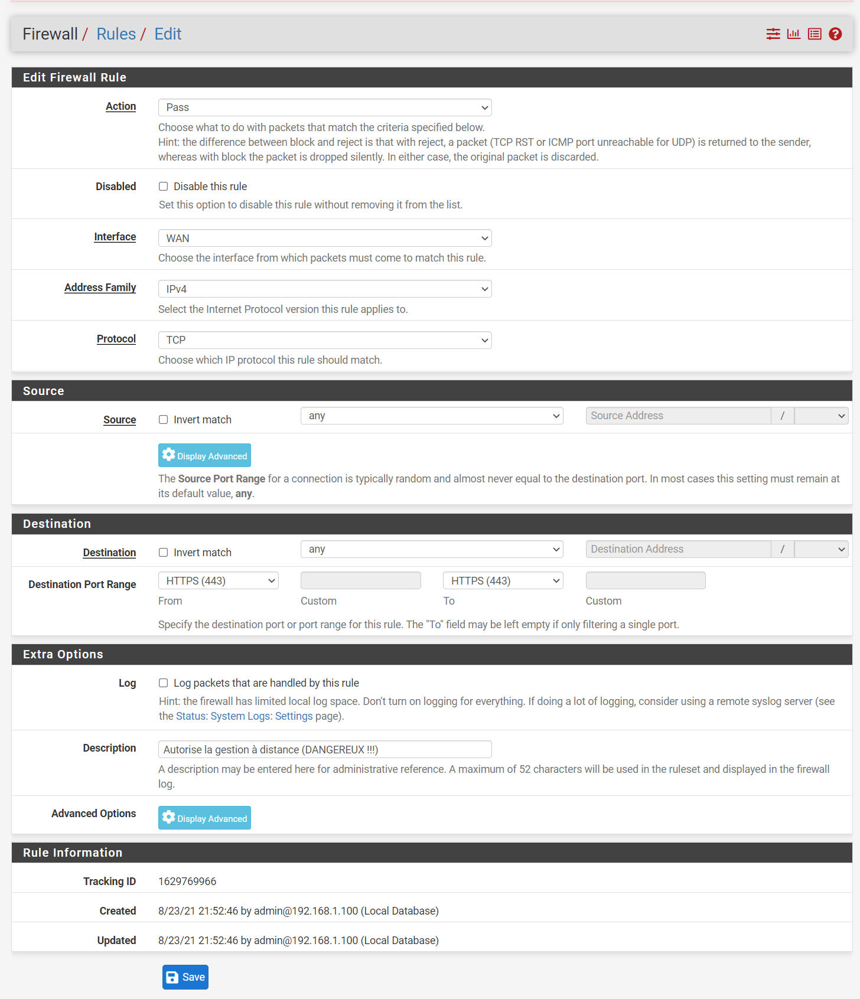 Firewall / Rules / Edit
Edit Firewall Rule
Action
Pass
Choose what to do with packets that match the criteria specified below.
Hint: the difference between block and reject is that with reject, a packet (TCP RST or ICMP port unreachable for UDP) is returned to the sender,
whereas with block the packet is dropped silently. In either case, the original packet is discarded.
Disabled
Disable this rule
Set this option to disable this rule without removing it from the list.
Interface
WAN
Choose the interface from which packets must come to match this rule.
Address Family
IPv4
Select the Internet Protocol version this rule applies to.
Protocol
TCP
Choose which IP protocol this rule should match.
Source
Source
Invert match
any
Source Address
/
Display Advanced
The Source Port Range for a connection is typically random and almost never equal to the destination port. In most cases this setting must remain at
its default value, any.
Destination
Destination
Invert match
any
Destination Address
/
Destination Port Range
HTTPS (443)
HTTPS (443)
From
Custom
To
Custom
Specify the destination port or port range for this rule. The "To" field may be left empty if only filtering a single port.
Extra Options
Log
Log packets that are handled by this rule
Hint: the firewall has limited local log space. Don't turn on logging for everything. If doing a lot of logging, consider using a remote syslog server (see
the Status: System Logs: Settings page).
Description
Autorise la gestion à distance (DANGEREUX !!!)
A description may be entered here for administrative reference. A maximum of 52 characters will be used in the ruleset and displayed in the firewall
log.
Advanced Options
Display Advanced
Rule Information
Tracking ID
1629769966
Created
8/23/21 21:52:46 by admin@192.168.1.100 (Local Database)
Updated
8/23/21 21:52:46 by admin@192.168.1.100 (Local Database)
Save